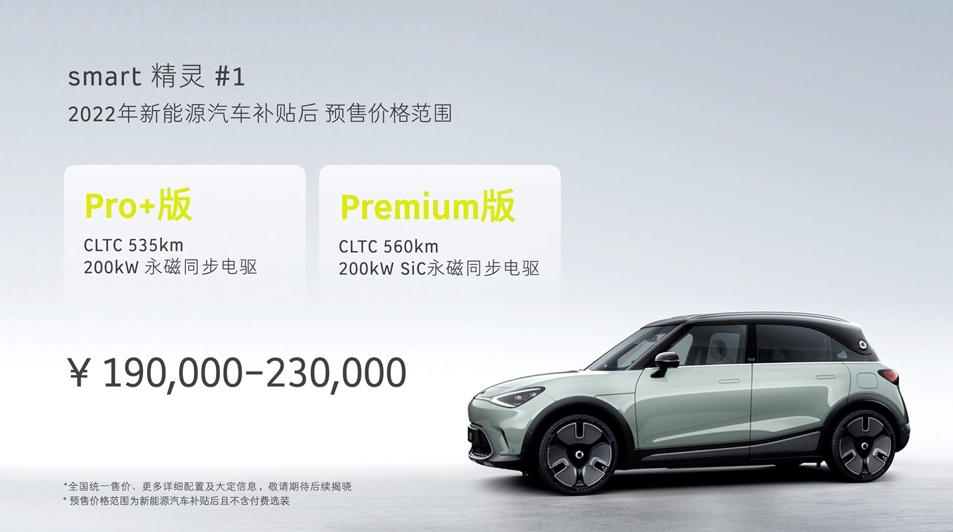 smart 精灵 #1
2022年新能源汽车补贴后 预售价格范围
Pro+版
CLTC 535km
200kW 永磁同步电驱
Premium版
CLTC 560km
200kW SiC永磁同步电驱
¥ 190,000-230,000
*全国统一售价、更多详细配置及大定信息，敬请期待后续揭晓
* 预售价格范围为新能源汽车补贴后且不含付费选装